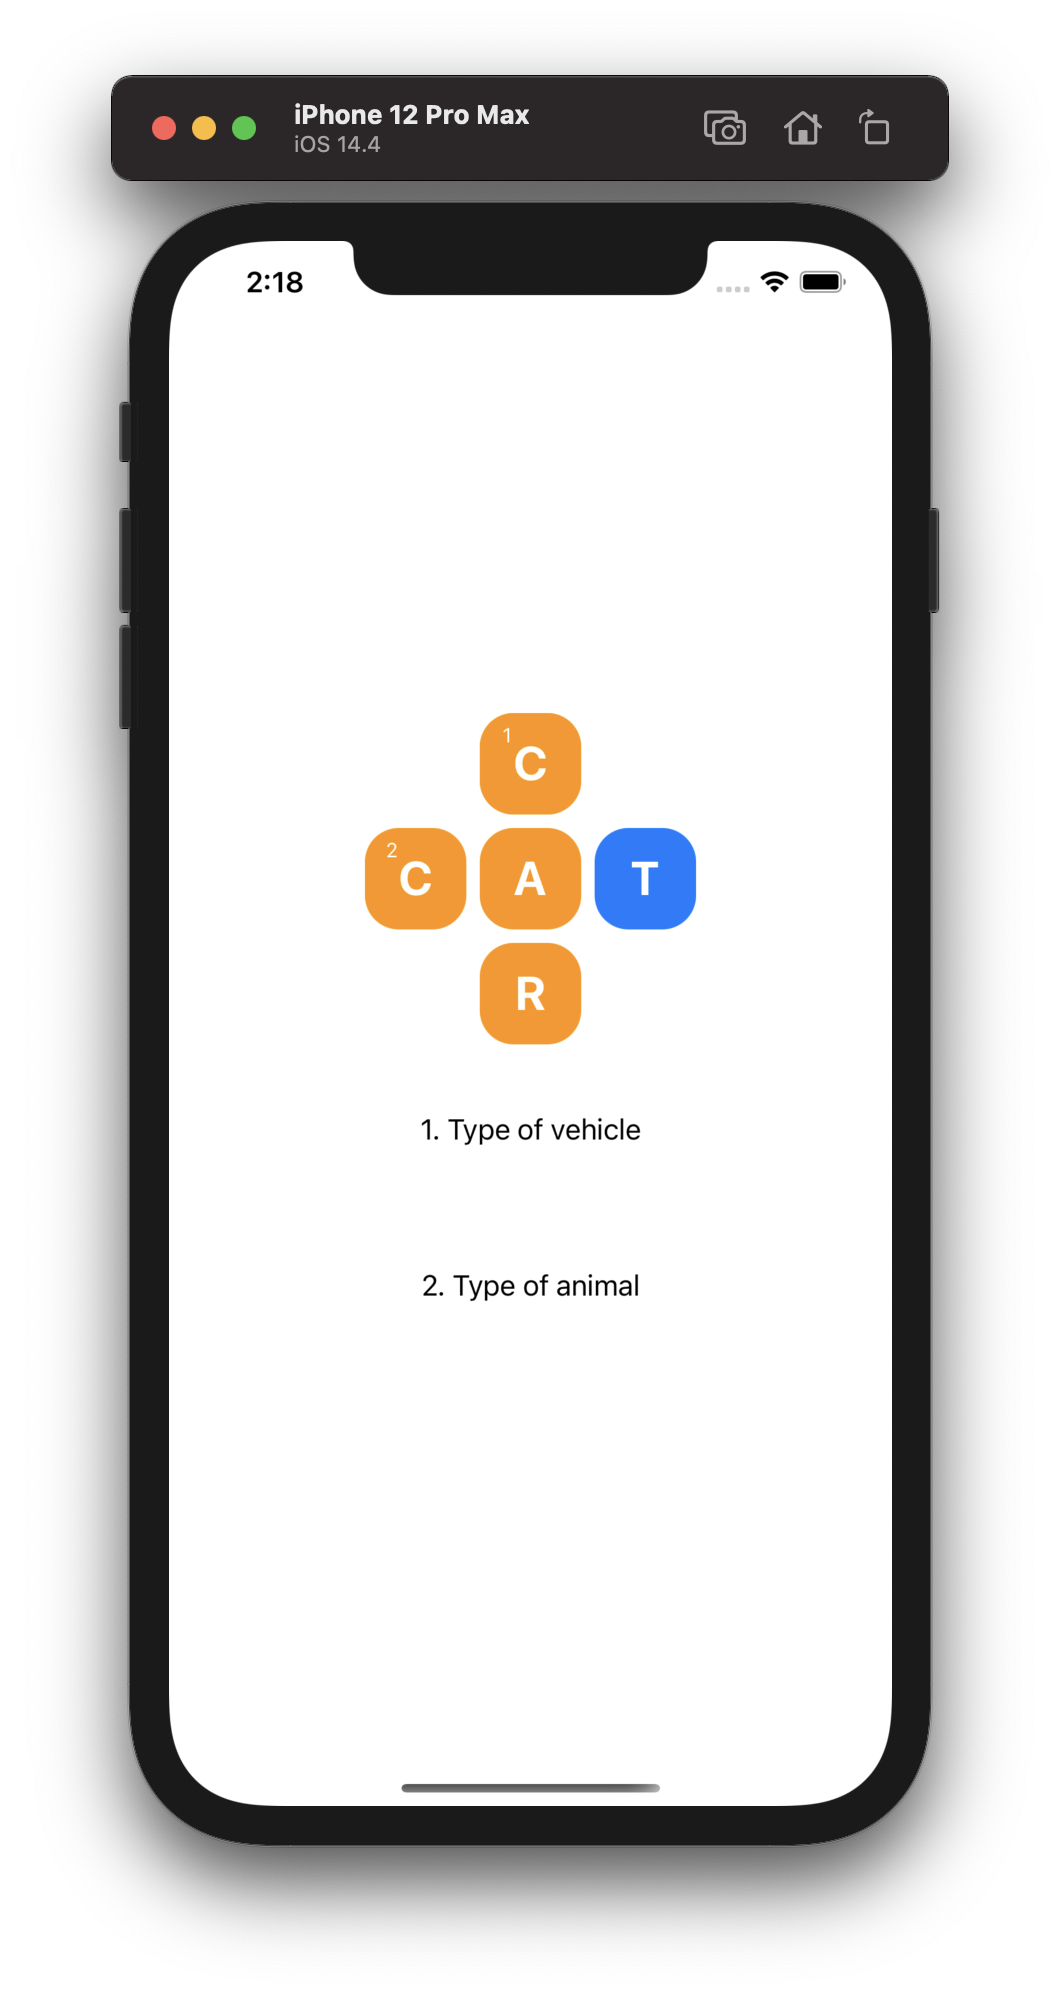 iPhone 12 Pro Max
iOS 14.4
2:18
1
C
2
C A T
R
1. Type of vehicle
2. Type of animal